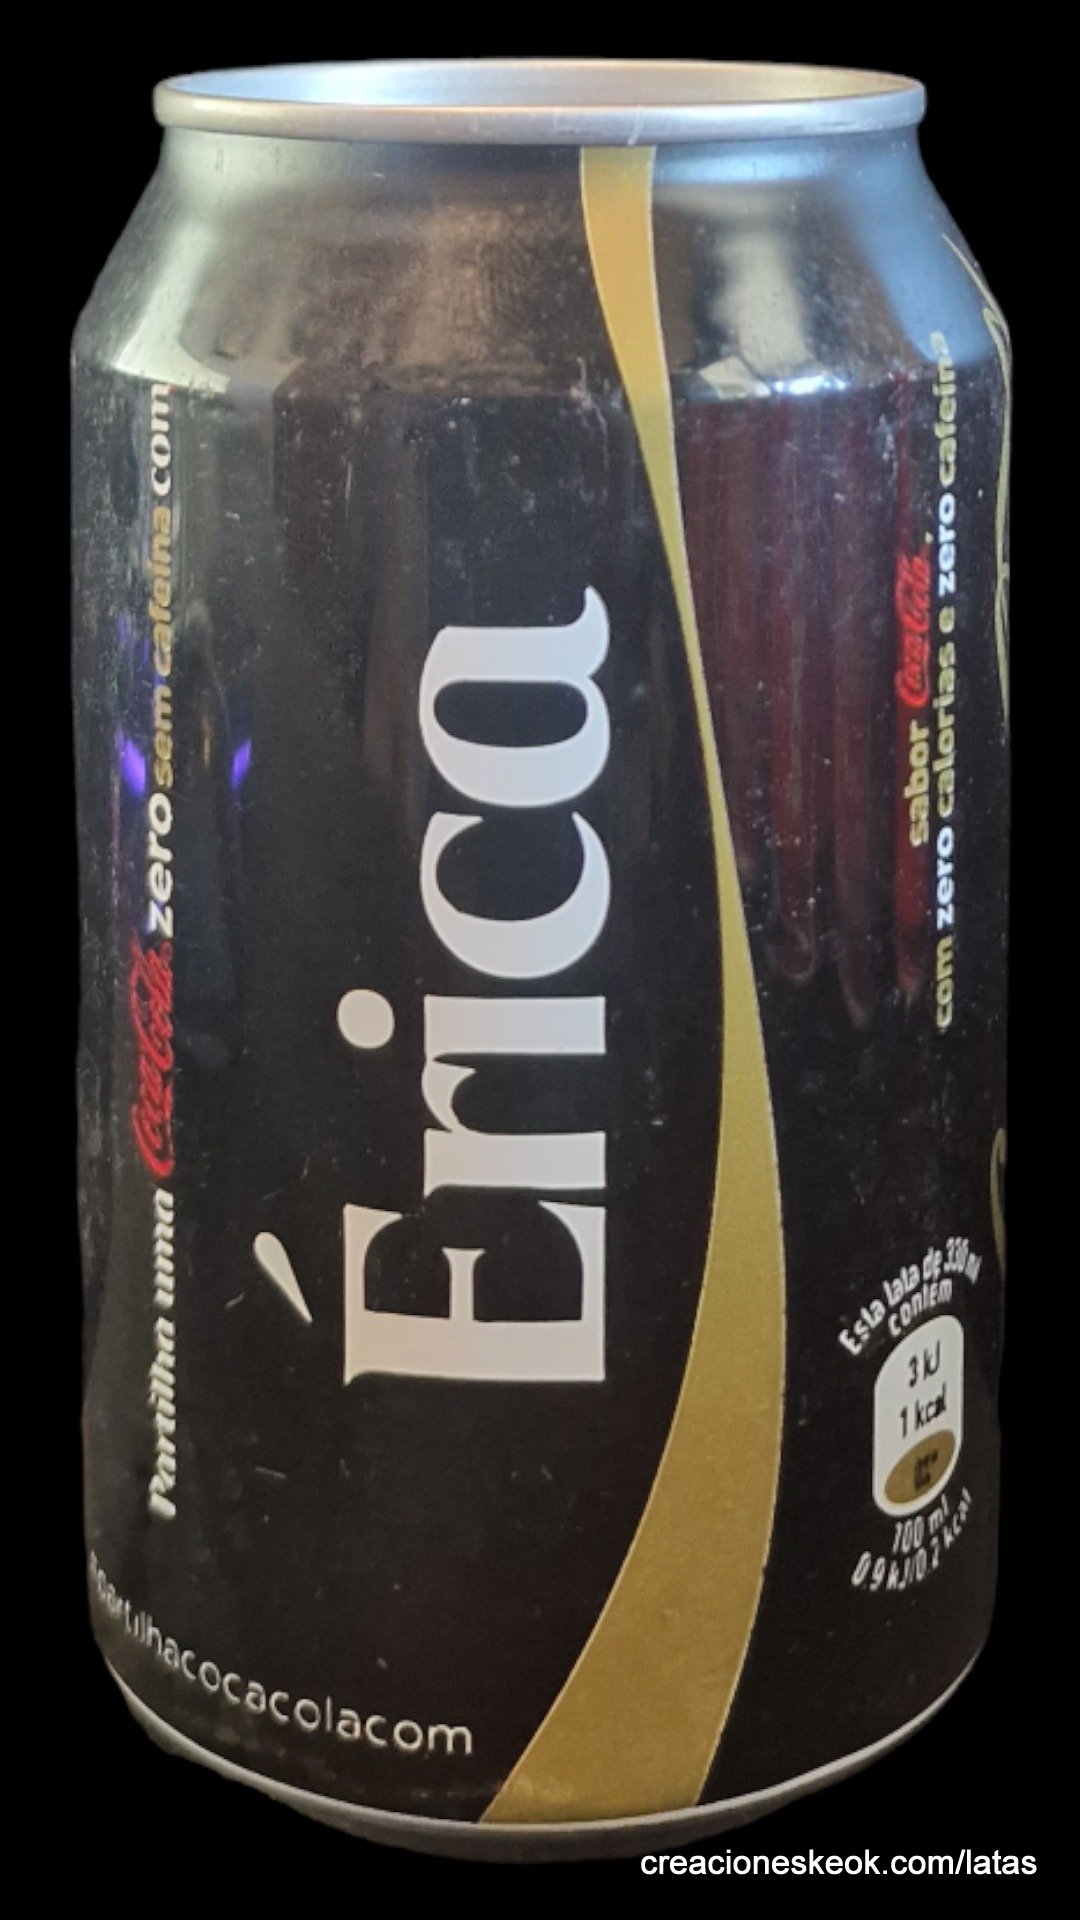 Partilha uma Coca-Cola zero sem cafeína com
Érica
sabor Coca-Cola,
com zero calorias e zero cafeína
Esta lata de 330 ml
contém
3 kJ
1 kcal
100 ml
0.9 kJ/0.2 kcal
partilhacocacolacom
creacioneskeok.com/latas